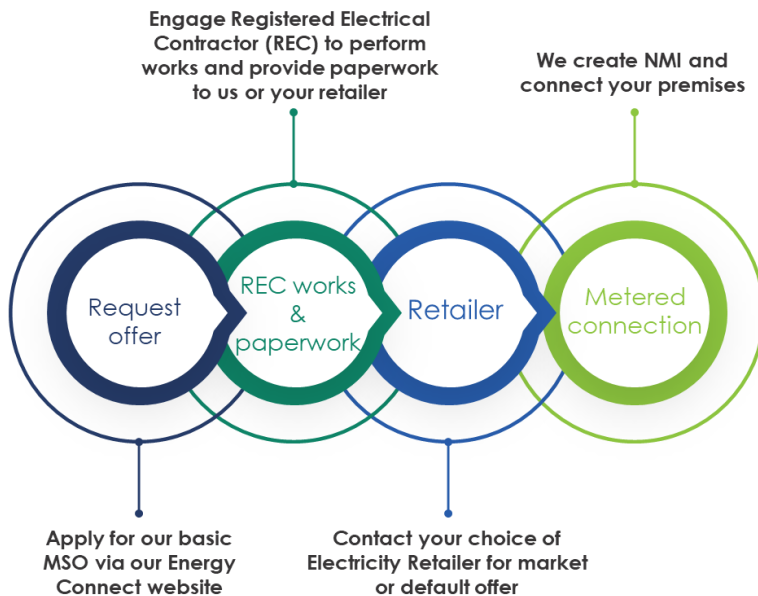 Engage Registered Electrical
Contractor (REC) to perform
works and provide paperwork
to us or your retailer
We create NMI and
connect your premises
Request
offer
REC works
&
paperwork
Retailer
Metered
connection
Apply for our basic
MSO via our Energy
Connect website
Contact your choice of
Electricity Retailer for market
or default offer